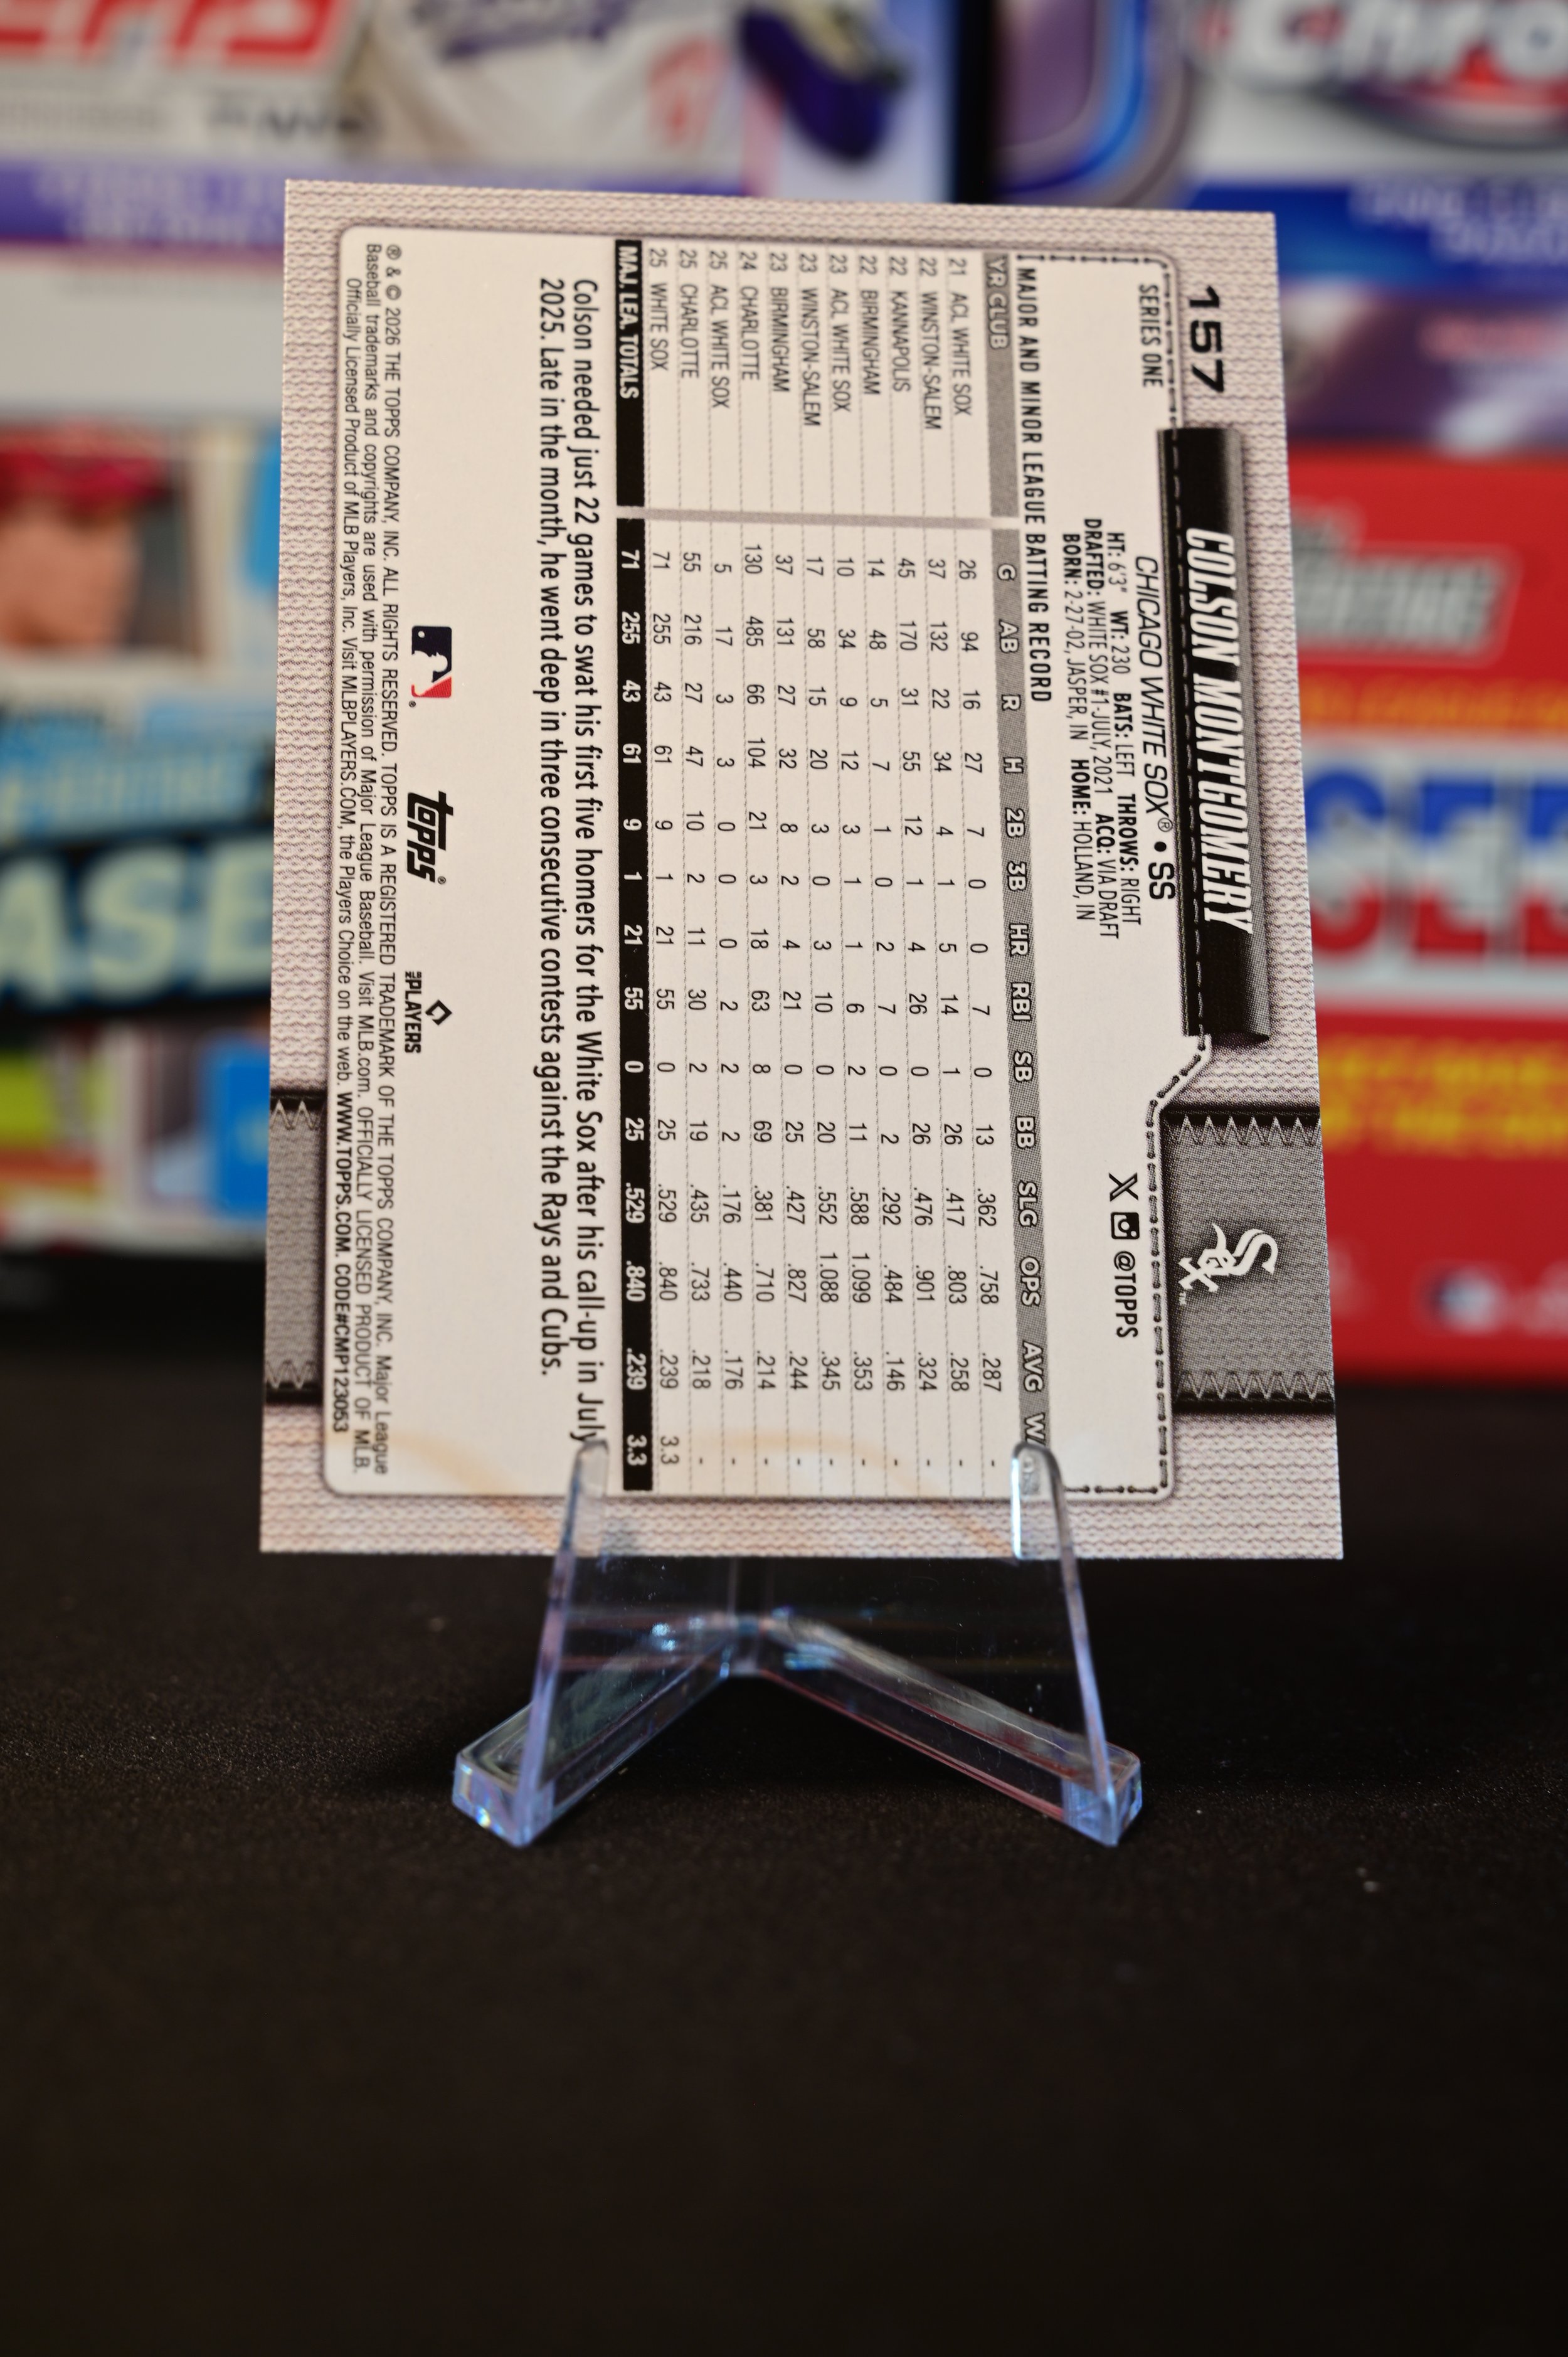 157
SERIES ONE
COLSON MONTGOMERY
CHICAGO WHITE SOX® • SS
HT: 6'3" WT: 230 BATS: LEFT THROWS: RIGHT
DRAFTED: WHITE SOX #1-JULY, 2021 ACQ: VIA DRAFT
BORN: 2-27-02, JASPER, IN HOME: HOLLAND, IN
X @TOPPS
Sox
MAJOR AND MINOR LEAGUE BATTING RECORD
YR CLUB G AB R H 2B 3B HR RBI SB BB SLG OPS AVG
21 ACL WHITE SOX 26 94 16 27 7 0 0 7 0 13 .362 .758 .287 -
22 WINSTON-SALEM 37 132 22 34 4 1 5 14 1 26 .417 .803 .258 -
22 KANNAPOLIS 45 170 31 55 12 1 4 26 0 26 .476 .901 .324 -
22 BIRMINGHAM 14 48 5 7 1 0 2 7 0 2 .292 .484 .146 -
23 ACL WHITE SOX 10 34 9 12 3 1 1 6 2 11 .588 1.099 .353 -
23 WINSTON-SALEM 17 58 15 20 3 0 3 10 0 20 .552 1.088 .345 -
23 BIRMINGHAM 37 131 27 32 8 2 4 21 0 25 .427 .827 .244 -
24 CHARLOTTE 130 485 66 104 21 3 18 63 8 69 .381 .710 .214 -
25 ACL WHITE SOX 5 17 3 3 0 0 0 2 2 2 .176 .440 .176 -
25 CHARLOTTE 55 216 27 47 10 2 11 30 2 19 .435 .733 .218 -
25 WHITE SOX 71 255 43 61 9 1 21 55 0 25 .529 .840 .239 3.3
MAJ. LEA. TOTALS 71 255 43 61 9 1 21 55 0 25 .529 .840 .239 3.3
Colson needed just 22 games to swat his first five homers for the White Sox after his call-up in July
2025. Late in the month, he went deep in three consecutive contests against the Rays and Cubs.
topps®
MLB PLAYERS
® & © 2026 THE TOPPS COMPANY, INC. ALL RIGHTS RESERVED. TOPPS IS A REGISTERED TRADEMARK OF THE TOPPS COMPANY, INC. Major League
Baseball trademarks and copyrights are used with permission of Major League Baseball. Visit MLB.com. OFFICIALLY LICENSED PRODUCT OF MLB.
Officially Licensed Product of MLB Players, Inc. Visit MLBPLAYERS.COM, the Players Choice on the web. WWW.TOPPS.COM. CODE#CMP123053